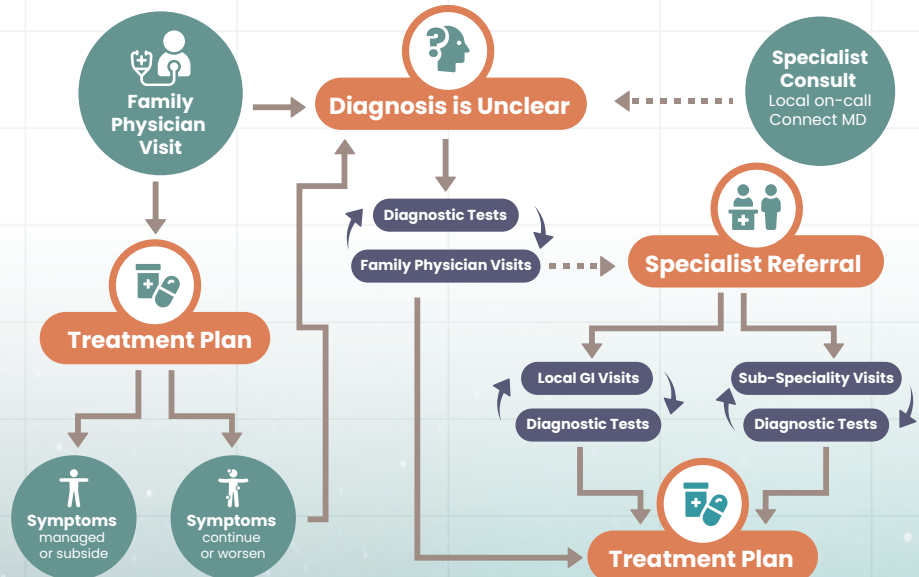 Family
Physician
Visit
Diagnosis is Unclear
Specialist
Consult
Local on-call
Connect MD
Diagnostic Tests
Family Physician Visits
Specialist Referral
Treatment Plan
Local GI Visits
Diagnostic Tests
Sub-Speciality Visits
Diagnostic Tests
Symptoms
managed
or subside
Symptoms
continue
or worsen
Treatment Plan